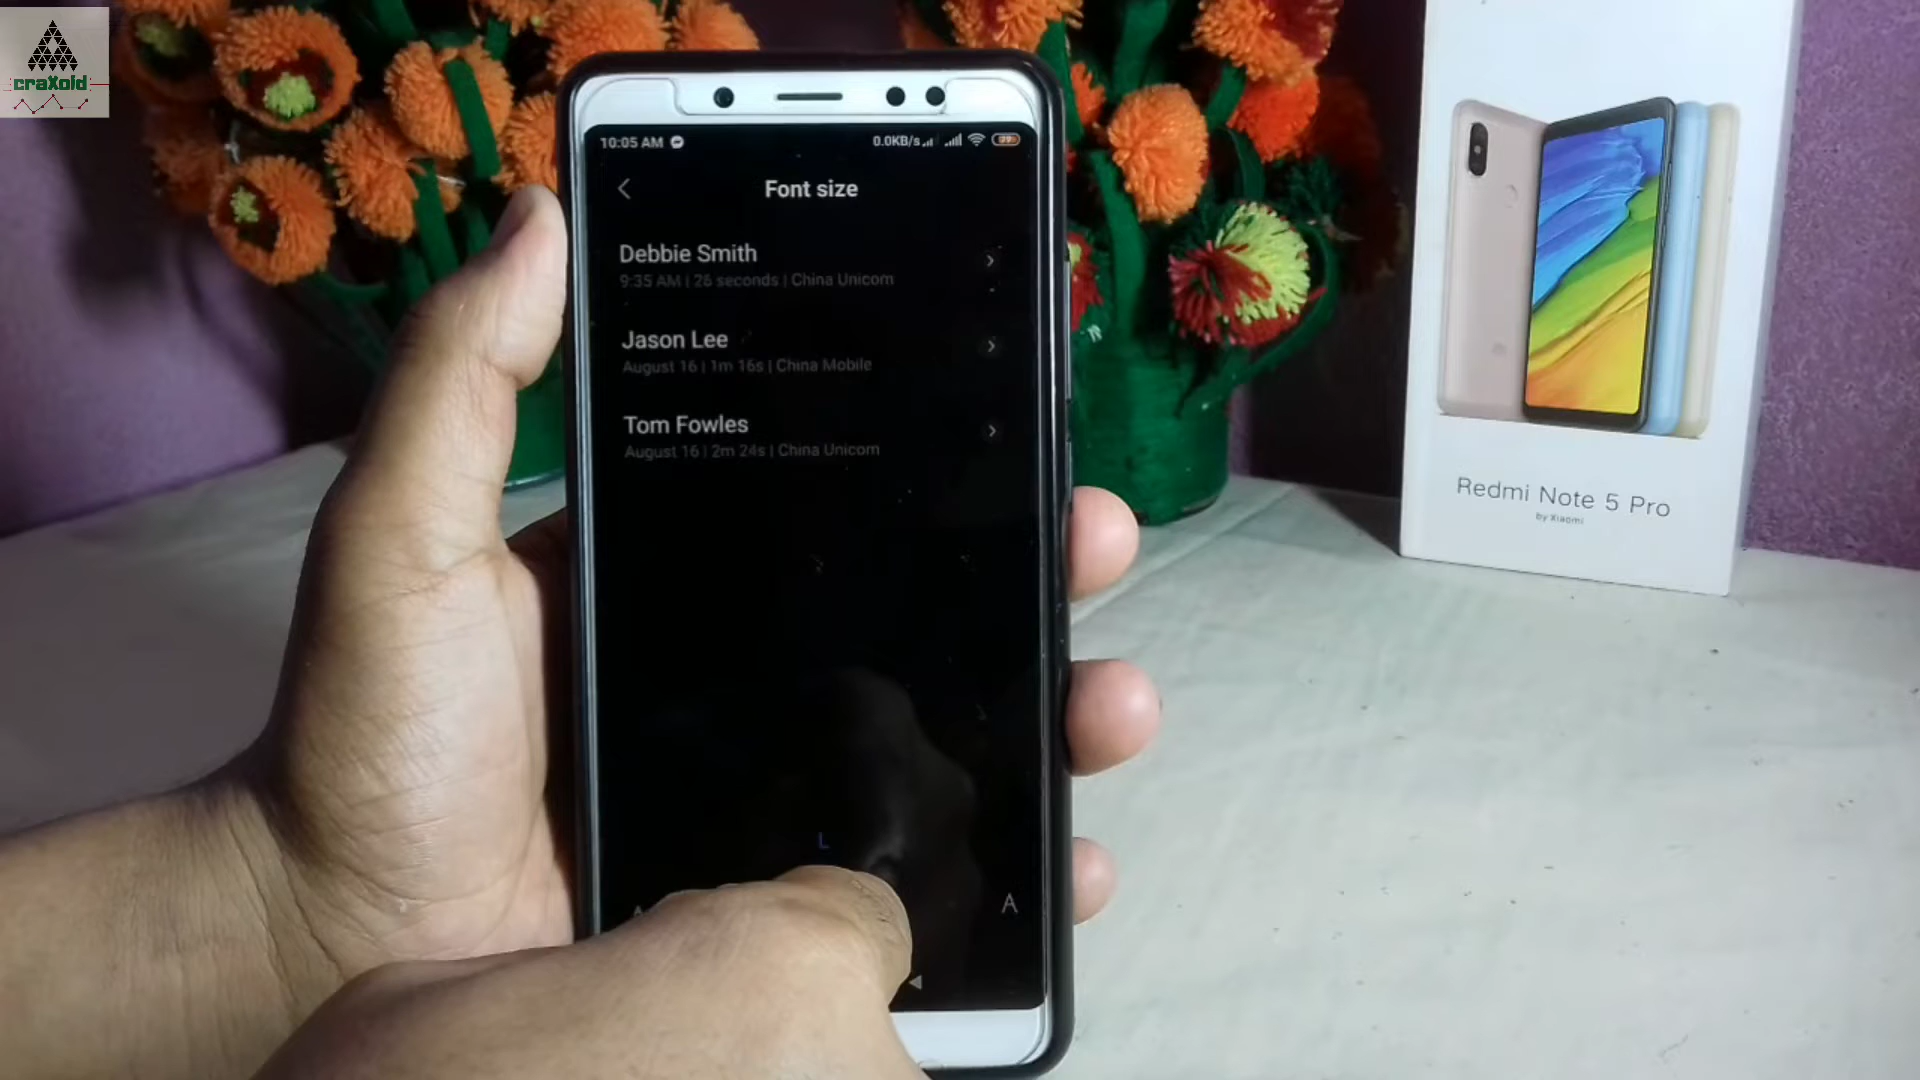 craXoid
10:05 AM 0.0KB/s
Font size
Debbie Smith
9:35 AM | 26 seconds | China Unicom
Jason Lee
August 16 | 1m 16s | China Mobile
Tom Fowles
August 16 | 2m 24s | China Unicom
L
A A
Redmi Note 5 Pro
by Xiaomi